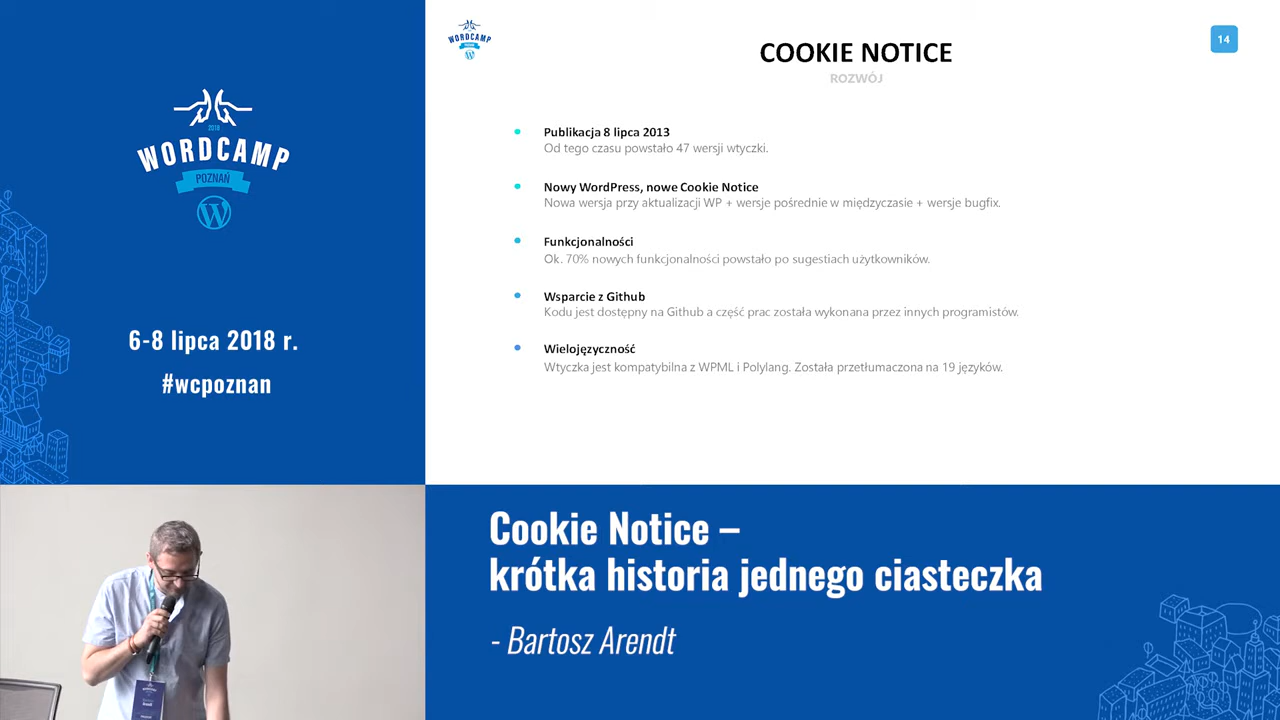 2018
WORDCAMP
POZNAŃ
6-8 lipca 2018 r.
#wcpoznan
WORDCAMP
COOKIE NOTICE
ROZWÓJ
14
Publikacja 8 lipca 2013
Od tego czasu powstało 47 wersji wtyczki.
Nowy WordPress, nowe Cookie Notice
Nowa wersja przy aktualizacji WP + wersje pośrednie w międzyczasie + wersje bugfix.
Funkcjonalności
Ok. 70% nowych funkcjonalności powstało po sugestiach użytkowników.
Wsparcie z Github
Kodu jest dostępny na Github a część prac została wykonana przez innych programistów.
Wielojęzyczność
Wtyczka jest kompatybilna z WPML i Polylang. Została przetłumaczona na 19 języków.
Cookie Notice –
krótka historia jednego ciasteczka
- Bartosz Arendt